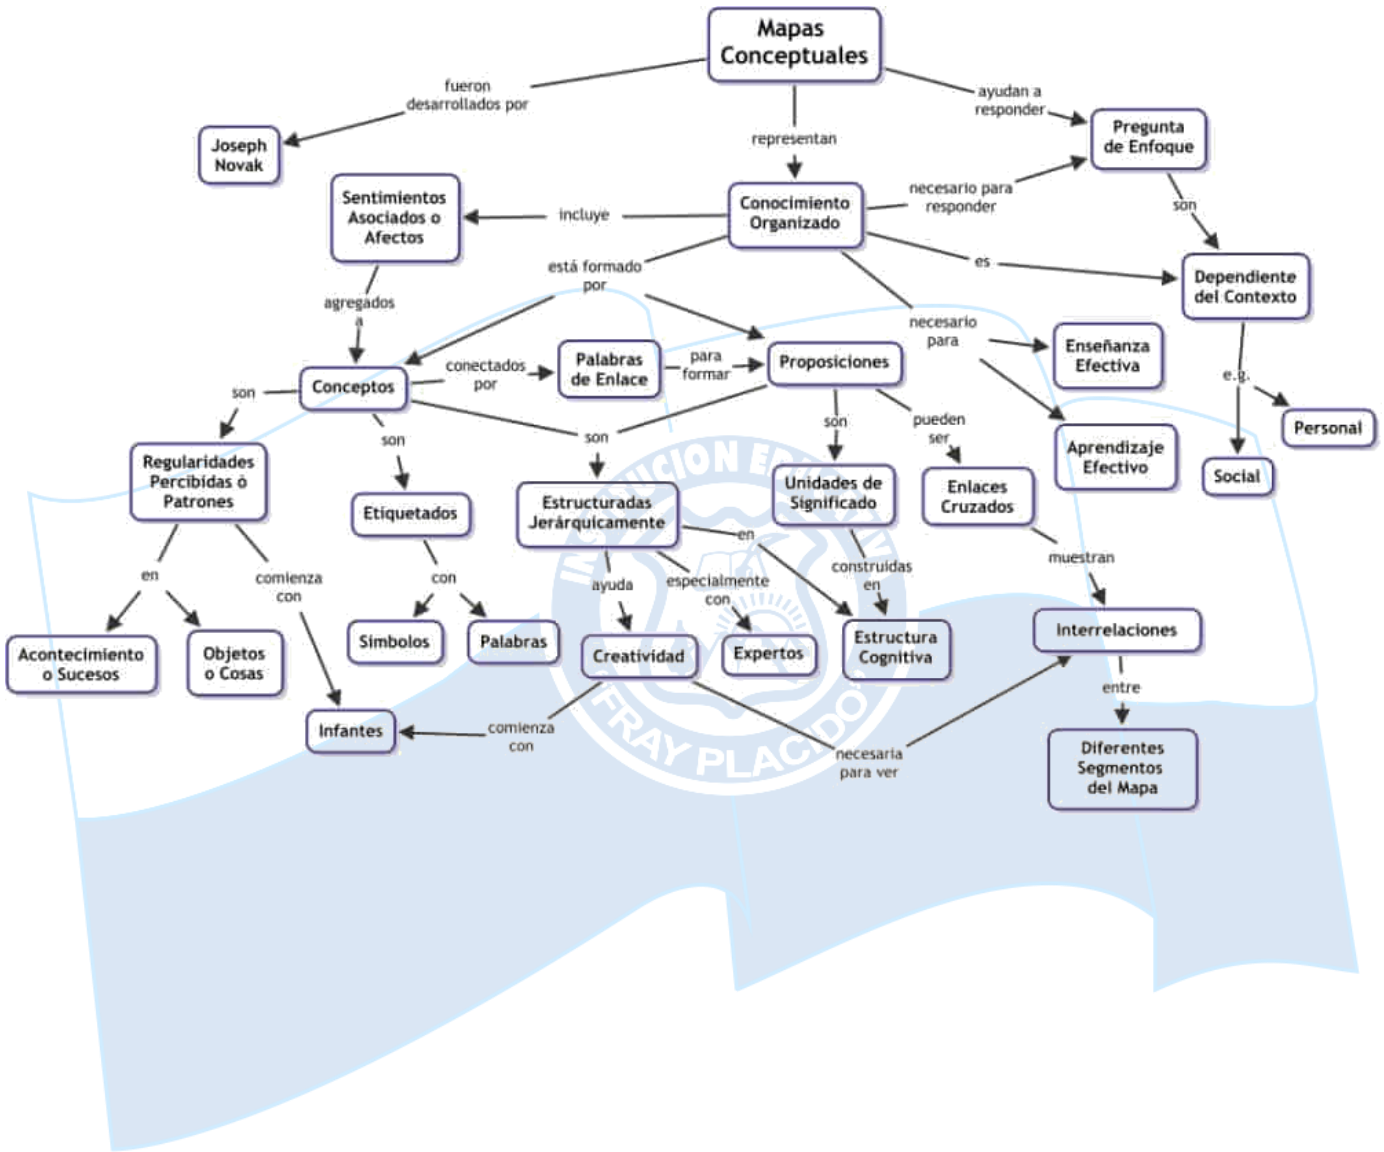 Mapas
Conceptuales
fueron
desarrollados por
ayudan a
responder
representan
Joseph
Novak
Pregunta
de Enfoque
Sentimientos
Asociados o
Afectos
incluye
Conocimiento
Organizado
necesario para
responder
son
es
está formado
por
Dependiente
del Contexto
agregados
a
necesario
para
Enseñanza
Efectiva
Conceptos
conectados
por
Palabras
de Enlace
para
formar
Proposiciones
e.g.
Personal
son
son
son
son
pueden
ser
Aprendizaje
Efectivo
Social
Regularidades
Percibidas ó
Patrones
Etiquetados
Estructuradas
Jerárquicamente
Unidades de
Significado
Enlaces
Cruzados
en
comienza
con
con
ayuda
especialmente
con
en
construidas
en
muestran
Acontecimiento
o Sucesos
Objetos
o Cosas
Simbolos
Palabras
Creatividad
Expertos
Estructura
Cognitiva
Interrelaciones
entre
Infantes
comienza
con
necesaria
para ver
Diferentes
Segmentos
del Mapa
FRAY PLACIDO